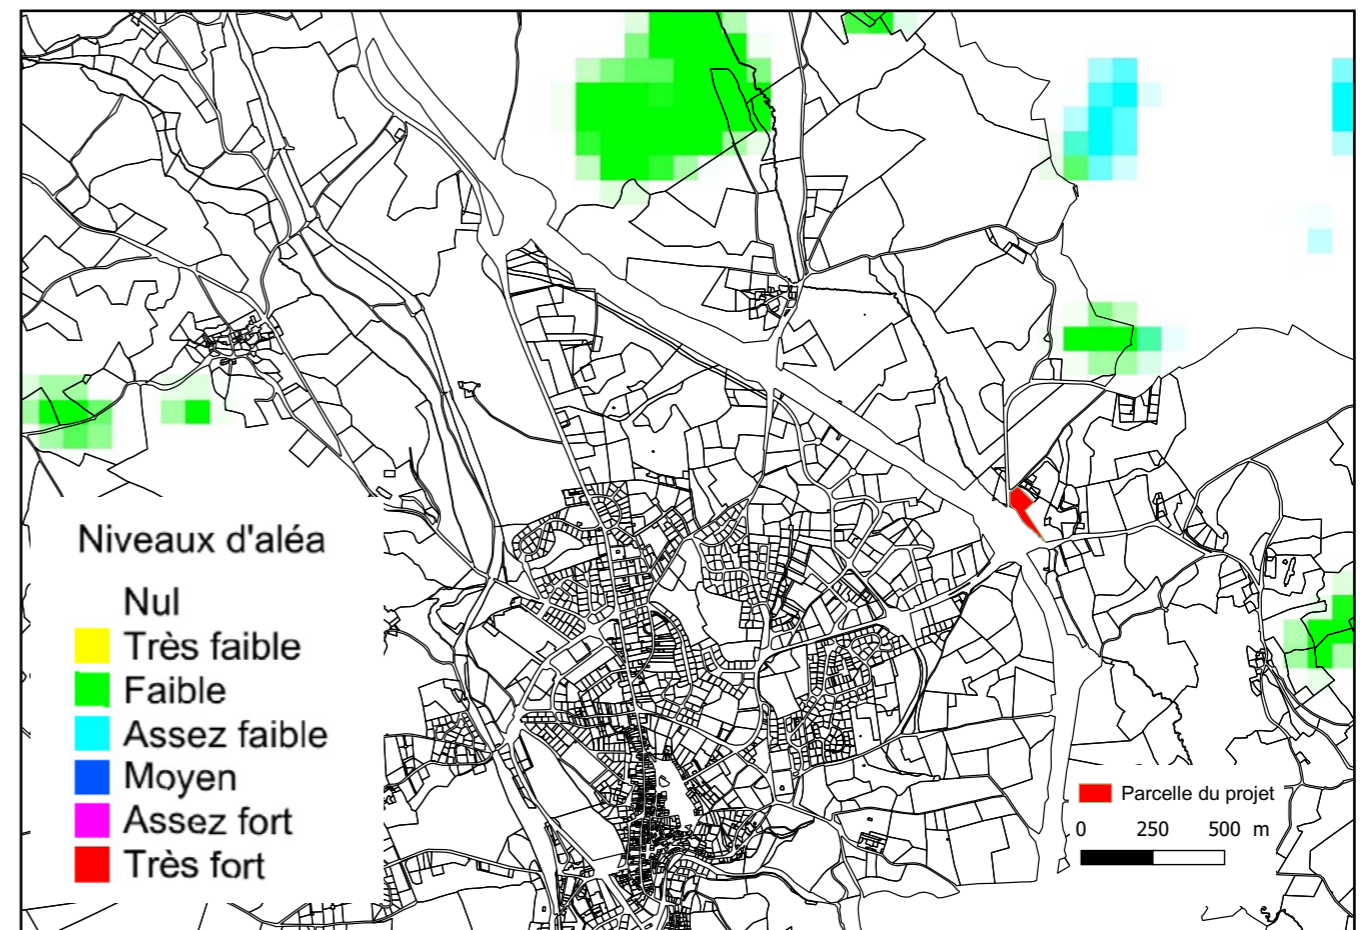 Niveaux d'aléa
Nul
Très faible
Faible
Assez faible
Moyen
Assez fort
Très fort
Parcelle du projet
0 250 500 m